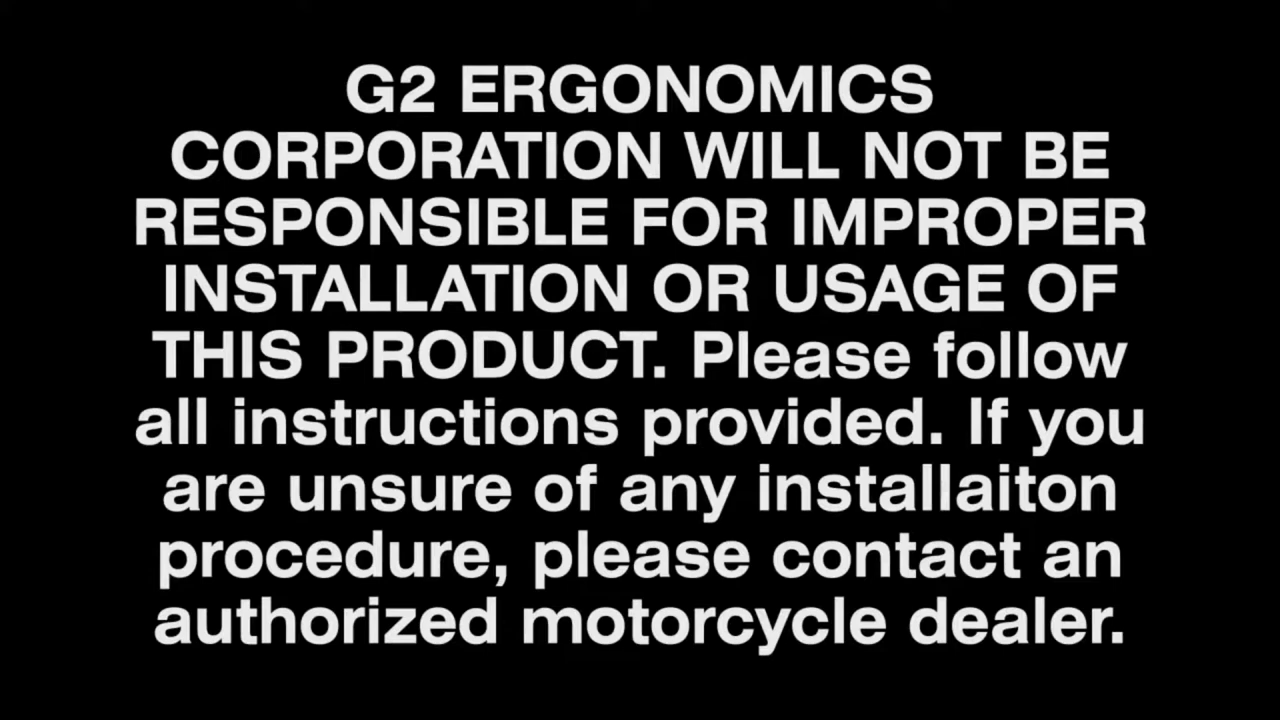 G2 ERGONOMICS
CORPORATION WILL NOT BE
RESPONSIBLE FOR IMPROPER
INSTALLATION OR USAGE OF
THIS PRODUCT. Please follow
all instructions provided. If you
are unsure of any installaiton
procedure, please contact an
authorized motorcycle dealer.